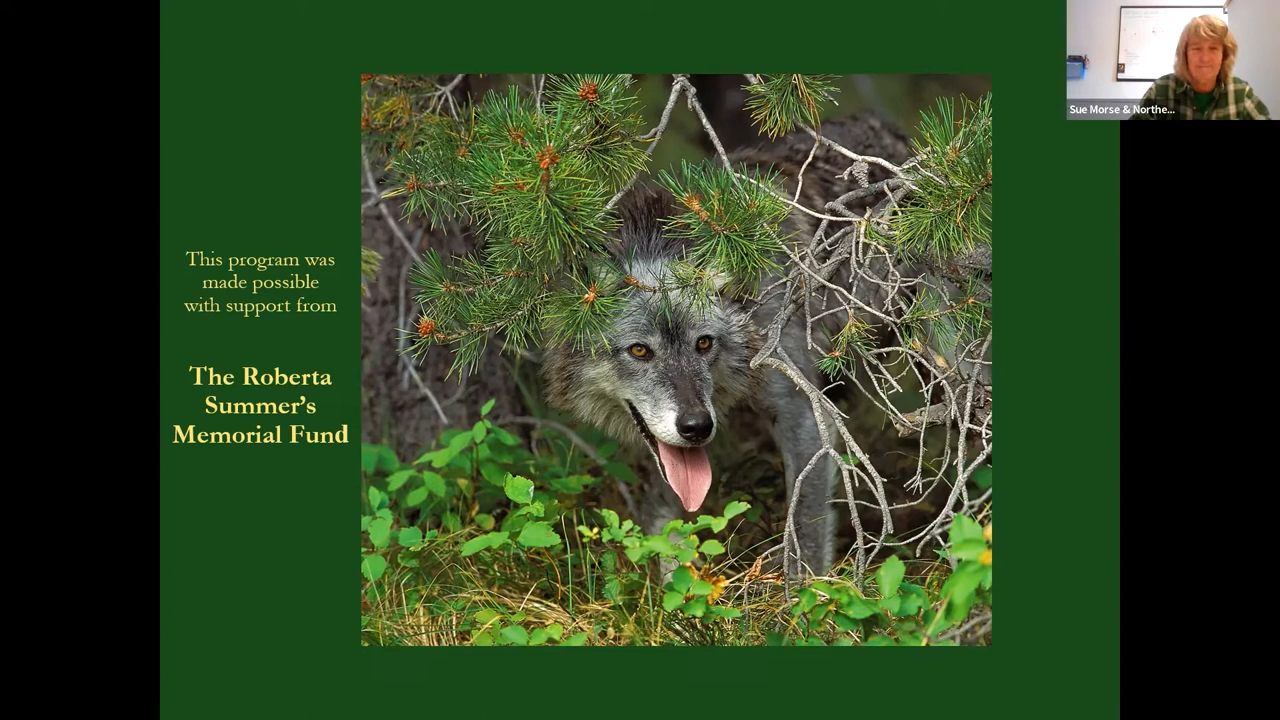 This program was
made possible
with support from
The Roberta
Summer's
Memorial Fund
Sue Morse & Northe...